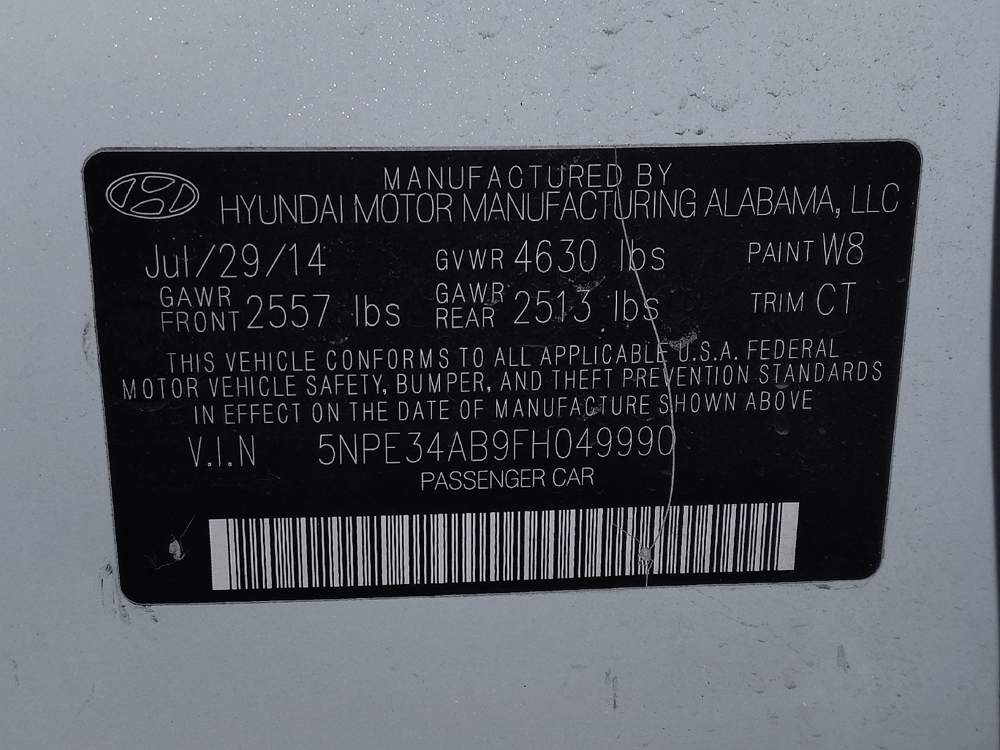 MANUFACTURED BY
HYUNDAI MOTOR MANUFACTURING ALABAMA, LLC
Jul/29/14 GVWR 4630 lbs PAINT W8
GAWR FRONT 2557 lbs GAWR REAR 2513 lbs TRIM CT
THIS VEHICLE CONFORMS TO ALL APPLICABLE U.S.A. FEDERAL
MOTOR VEHICLE SAFETY, BUMPER, AND THEFT PREVENTION STANDARDS
IN EFFECT ON THE DATE OF MANUFACTURE SHOWN ABOVE
V.I.N 5NPE34AB9FH049990
PASSENGER CAR